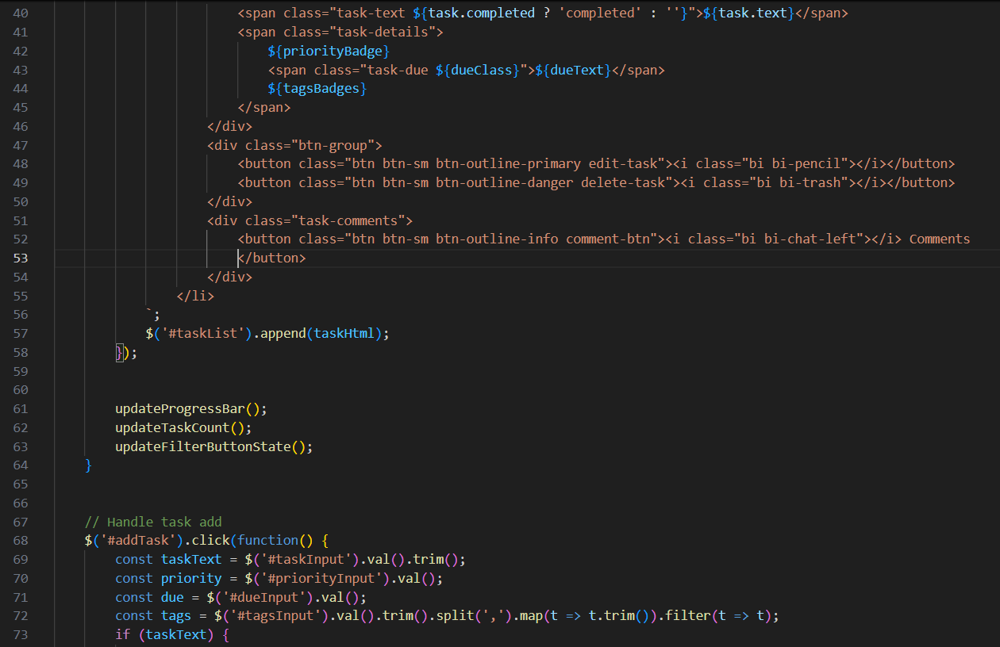 40 <span class="task-text ${task.completed ? 'completed' : ''}">${task.text}</span>
41 <span class="task-details">
42 ${priorityBadge}
43 <span class="task-due ${dueClass}">${dueText}</span>
44 ${tagsBadges}
45 </span>
46 </div>
47 <div class="btn-group">
48 <button class="btn btn-sm btn-outline-primary edit-task"><i class="bi bi-pencil"></i></button>
49 <button class="btn btn-sm btn-outline-danger delete-task"><i class="bi bi-trash"></i></button>
50 </div>
51 <div class="task-comments">
52 <button class="btn btn-sm btn-outline-info comment-btn"><i class="bi bi-chat-left"></i> Comments
53 </button>
54 </div>
55 </li>
56 `;
57 $('#taskList').append(taskHtml);
58 });
59
60
61 updateProgressBar();
62 updateTaskCount();
63 updateFilterButtonState();
64 }
65
66
67 // Handle task add
68 $('#addTask').click(function() {
69 const taskText = $('#taskInput').val().trim();
70 const priority = $('#priorityInput').val();
71 const due = $('#dueInput').val();
72 const tags = $('#tagsInput').val().trim().split(',').map(t => t.trim()).filter(t => t);
73 if (taskText) {